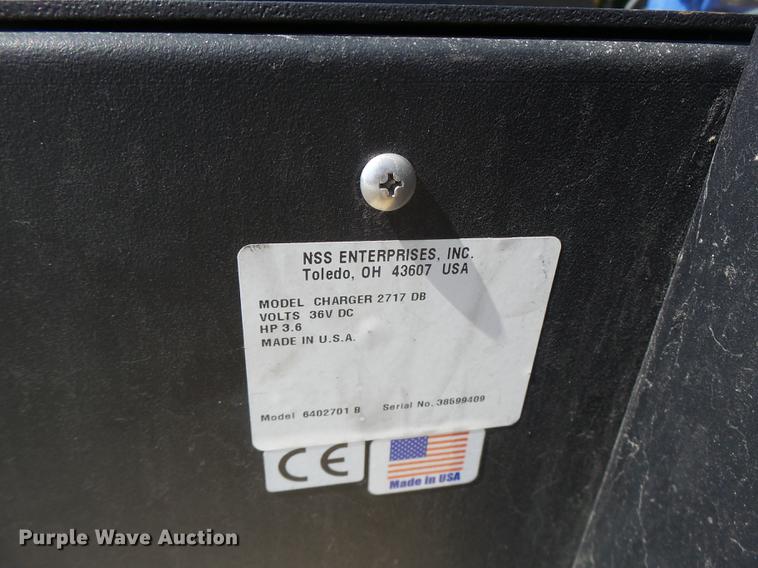 NSS ENTERPRISES, INC.
Toledo, OH 43607 USA
MODEL CHARGER 2717 DB
VOLTS 36V DC
HP 3.6
MADE IN U.S.A.
Model 6402701 B Serial No. 38599409
CE
Made in USA
Purple Wave Auction